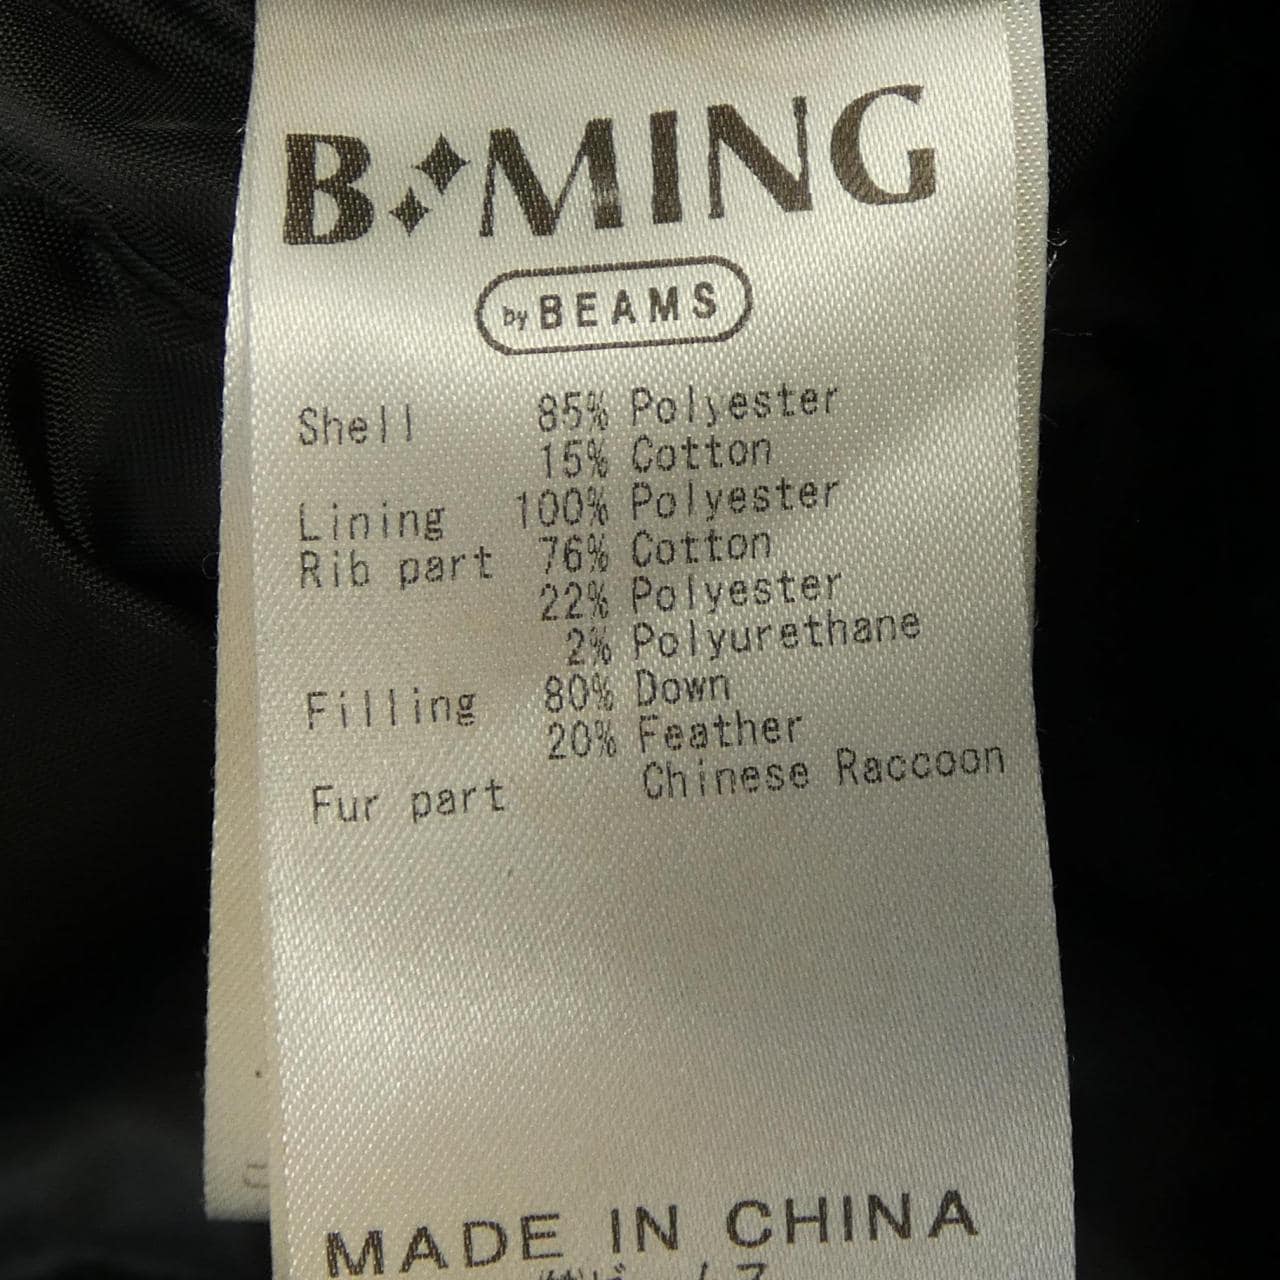 B MING
by BEAMS
Shell 85% Polyester
15% Cotton
Lining 100% Polyester
Rib part 76% Cotton
22% Polyester
2% Polyurethane
Filling 80% Down
20% Feather
Fur part Chinese Raccoon
MADE IN CHINA